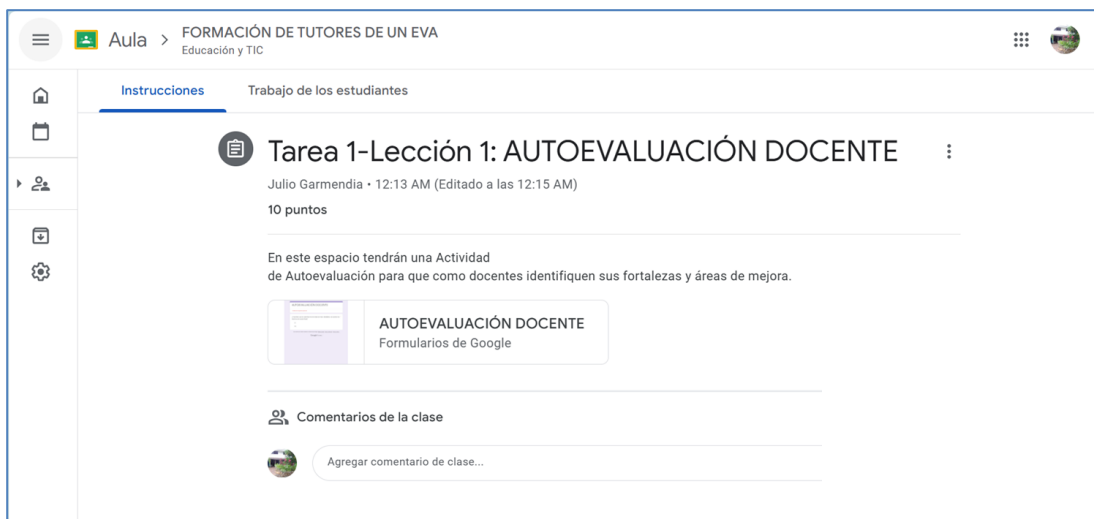 Aula
FORMACIÓN DE TUTORES DE UN EVA
Educación y TIC
Instrucciones
Trabajo de los estudiantes
Tarea 1-Lección 1: AUTOEVALUACIÓN DOCENTE
Julio Garmendia • 12:13 AM (Editado a las 12:15 AM)
10 puntos
En este espacio tendrán una Actividad
de Autoevaluación para que como docentes identifiquen sus fortalezas y áreas de mejora.
AUTOEVALUACIÓN DOCENTE
Formularios de Google
Comentarios de la clase
Agregar comentario de clase...